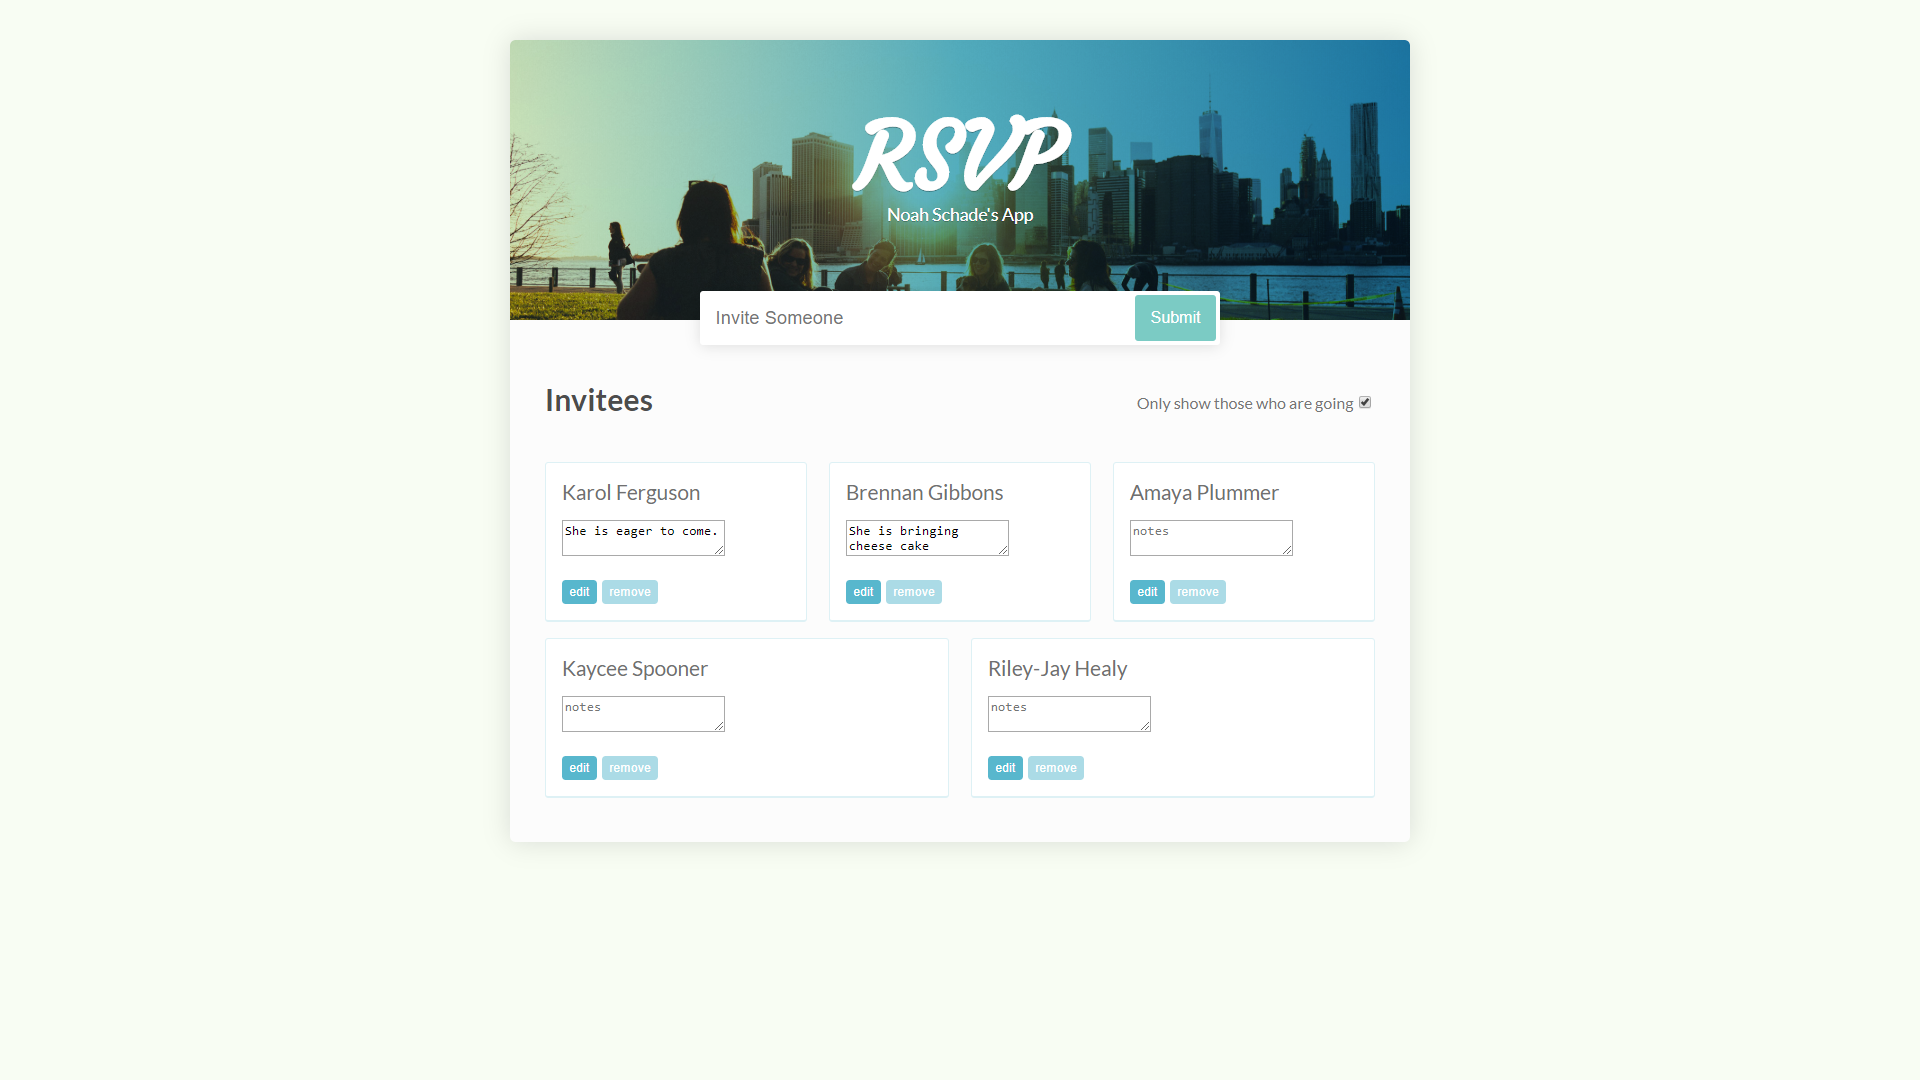 RSVP
Noah Schade's App
Invite Someone
Submit
Invitees
Only show those who are going
Karol Ferguson
She is eager to come.
edit
remove
Brennan Gibbons
She is bringing
cheese cake
edit
remove
Amaya Plummer
notes
edit
remove
Kaycee Spooner
notes
edit
remove
Riley-Jay Healy
notes
edit
remove